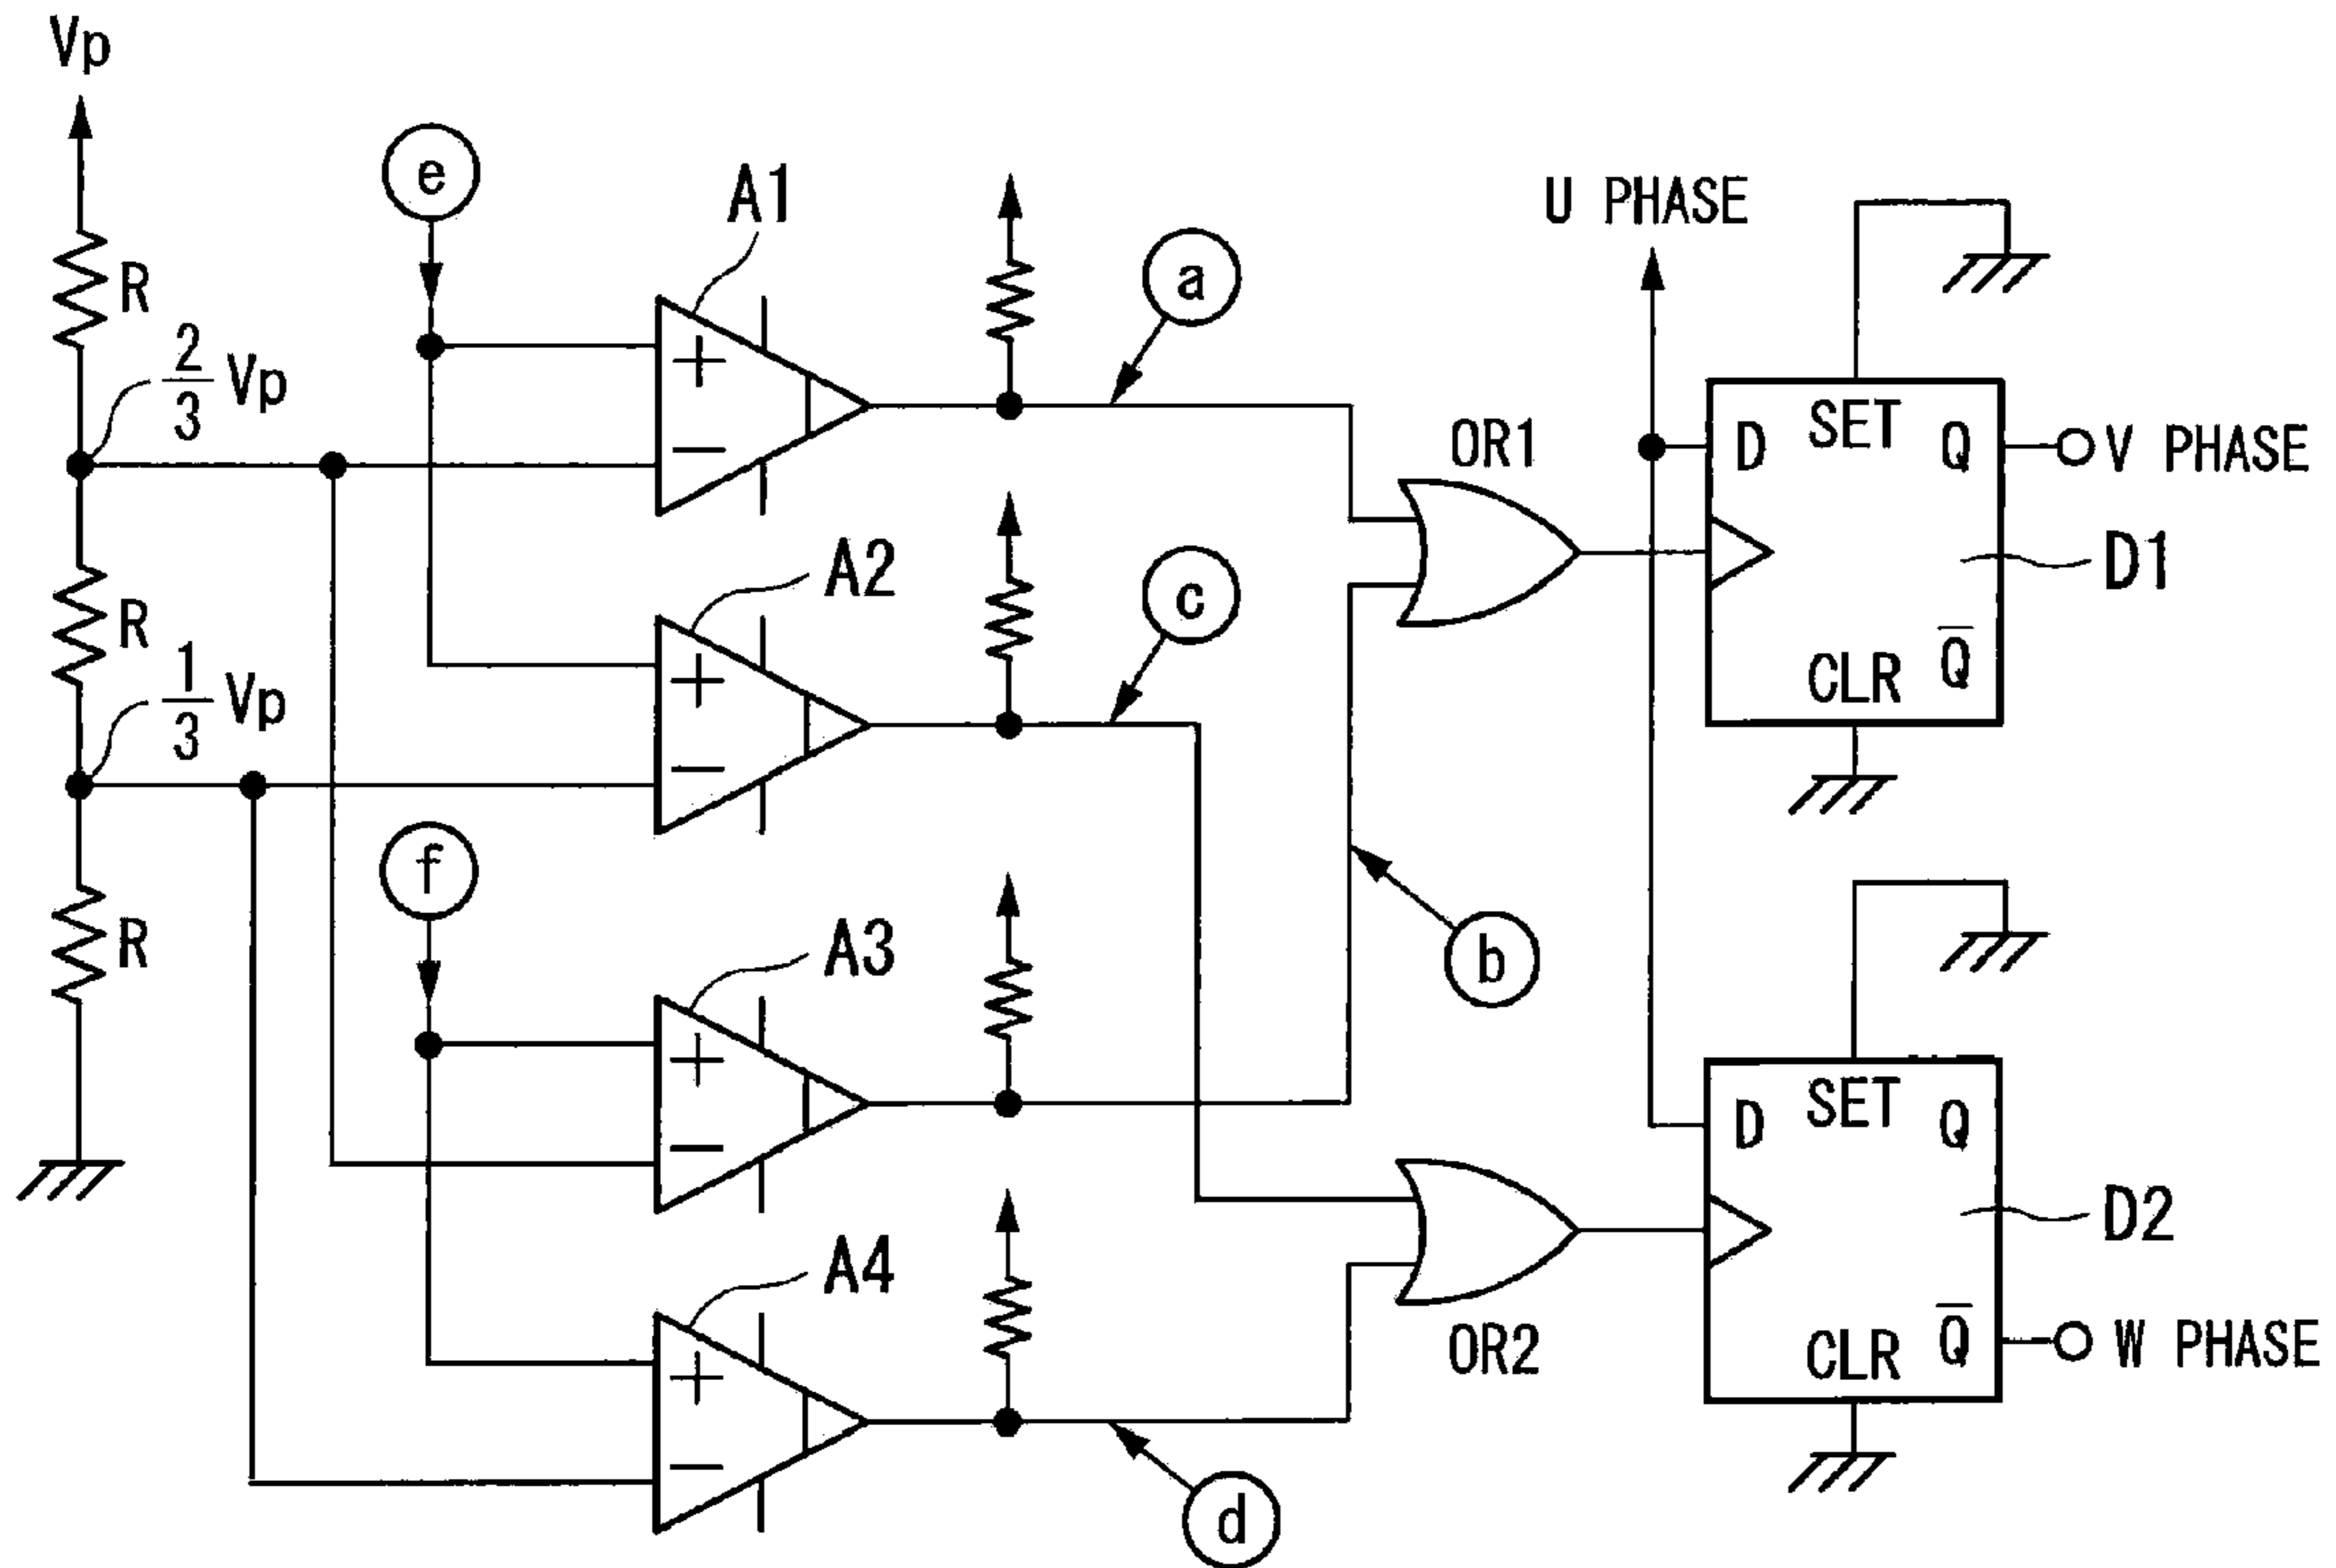 Vp
e
A1
a
U PHASE
R
2/3 Vp
+
−
OR1
D
SET
Q
V PHASE
A2
c
D1
R
1/3 Vp
+
−
CLR
Q̅
f
A3
b
R
+
−
D
SET
Q
D2
A4
+
−
OR2
CLR
Q̅
W PHASE
d